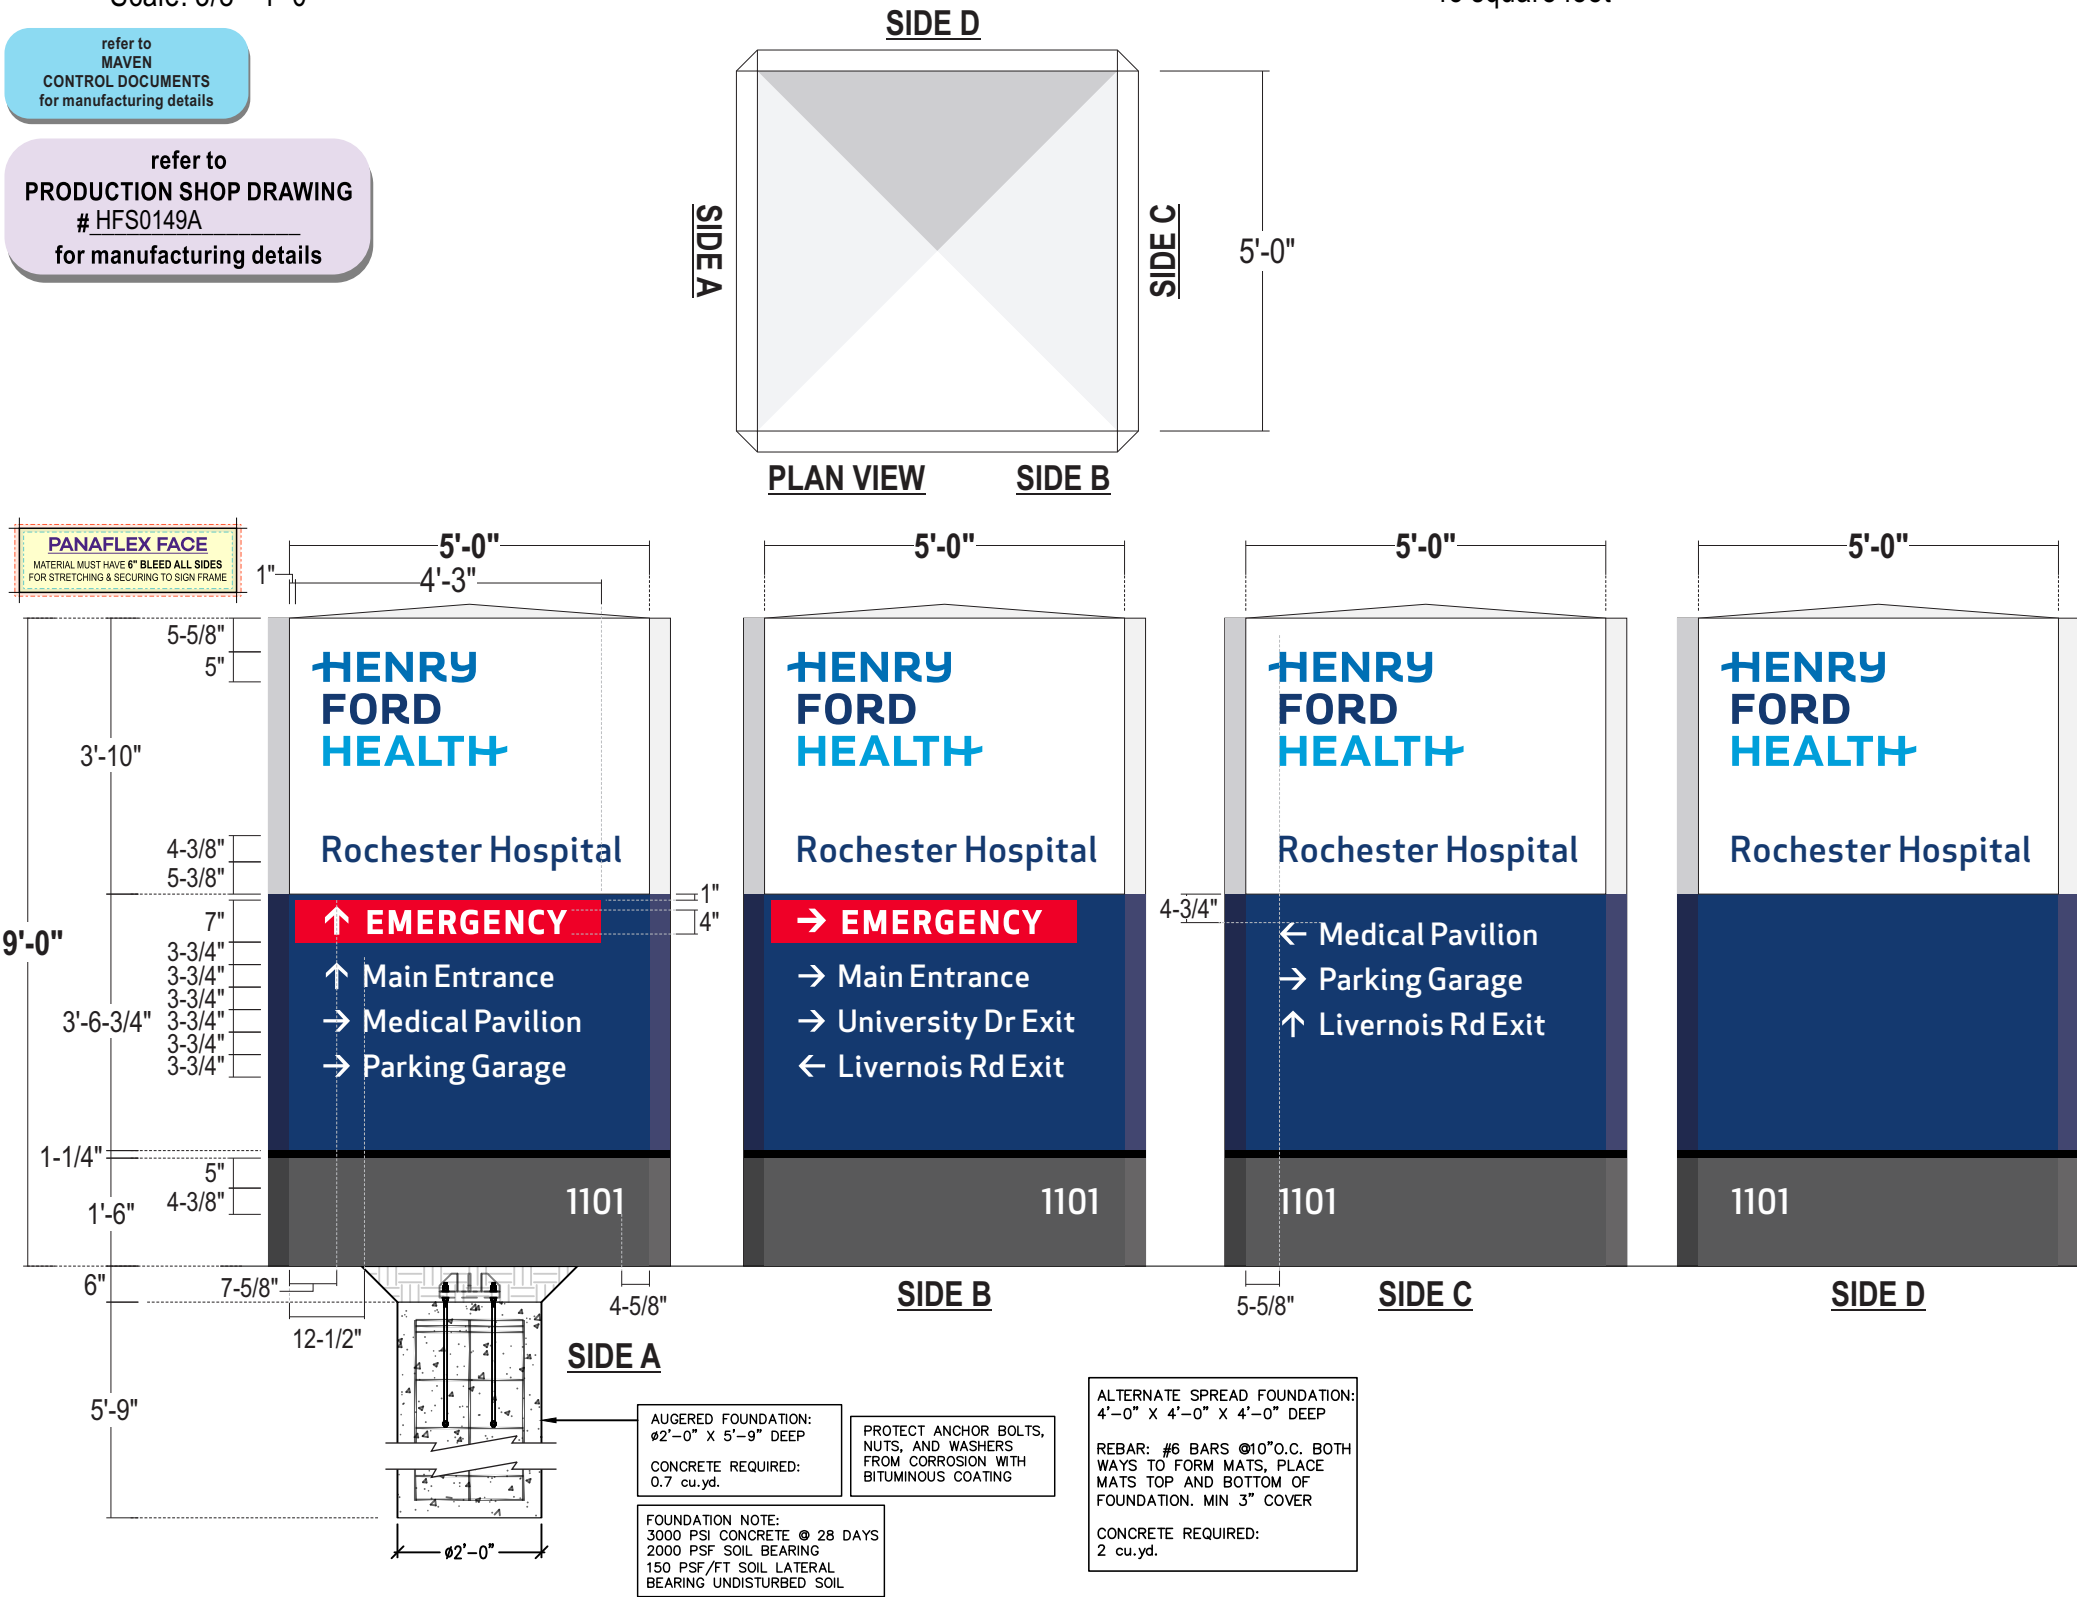 SIDE D
refer to
MAVEN
CONTROL DOCUMENTS
for manufacturing details
refer to
PRODUCTION SHOP DRAWING
# HFS0149A
for manufacturing details
SIDE A
SIDE C
5'-0"
PLAN VIEW
SIDE B
PANAFLEX FACE
MATERIAL MUST HAVE 6" BLEED ALL SIDES
FOR STRETCHING & SECURING TO SIGN FRAME
5'-0"
1"
4'-3"
5'-0"
5'-0"
5'-0"
9'-0"
3'-10"
3'-6-3/4"
1-1/4"
1'-6"
6"
5'-9"
5-5/8"
5"
4-3/8"
5-3/8"
7"
3-3/4"
3-3/4"
3-3/4"
3-3/4"
3-3/4"
3-3/4"
5"
4-3/8"
HENRY
FORD
HEALTH
Rochester Hospital
↑ EMERGENCY
↑ Main Entrance
→ Medical Pavilion
→ Parking Garage
1101
1"
4"
7-5/8"
12-1/2"
4-5/8"
SIDE A
HENRY
FORD
HEALTH
Rochester Hospital
→ EMERGENCY
→ Main Entrance
→ University Dr Exit
← Livernois Rd Exit
1101
SIDE B
4-3/4"
HENRY
FORD
HEALTH
Rochester Hospital
← Medical Pavilion
→ Parking Garage
↑ Livernois Rd Exit
1101
5-5/8"
SIDE C
HENRY
FORD
HEALTH
Rochester Hospital
1101
SIDE D
ø2'-0"
AUGERED FOUNDATION:
ø2'-0" X 5'-9" DEEP
CONCRETE REQUIRED:
0.7 cu.yd.
PROTECT ANCHOR BOLTS,
NUTS, AND WASHERS
FROM CORROSION WITH
BITUMINOUS COATING
FOUNDATION NOTE:
3000 PSI CONCRETE @ 28 DAYS
2000 PSF SOIL BEARING
150 PSF/FT SOIL LATERAL
BEARING UNDISTURBED SOIL
ALTERNATE SPREAD FOUNDATION:
4'-0" X 4'-0" X 4'-0" DEEP
REBAR: #6 BARS @10"O.C. BOTH
WAYS TO FORM MATS, PLACE
MATS TOP AND BOTTOM OF
FOUNDATION. MIN 3" COVER
CONCRETE REQUIRED:
2 cu.yd.